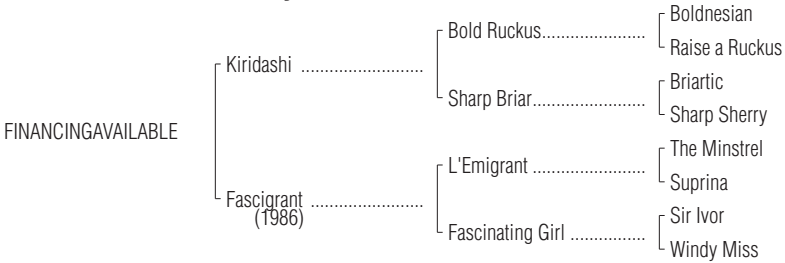 Boldnesian
Bold Ruckus
Raise a Ruckus
Kiridashi
Briartic
Sharp Briar
Sharp Sherry
FINANCINGAVAILABLE
The Minstrel
L'Emigrant
Suprina
Fascigrant
(1986)
Sir Ivor
Fascinating Girl
Windy Miss